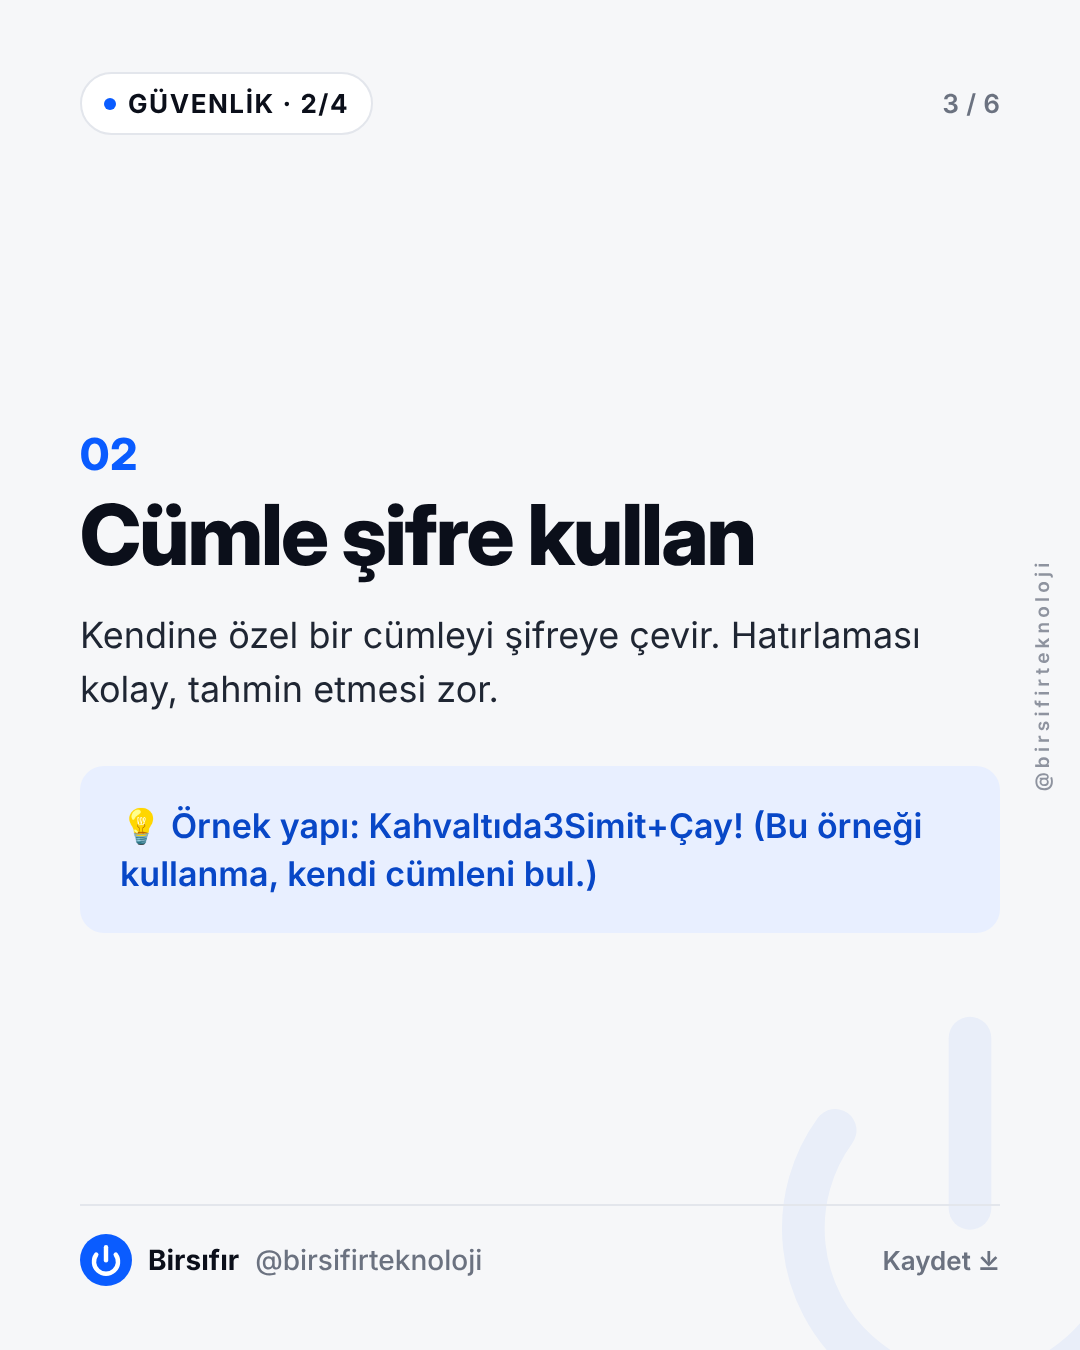 GÜVENLİK · 2/4
3 / 6
02
Cümle şifre kullan
Kendine özel bir cümleyi şifreye çevir. Hatırlaması
kolay, tahmin etmesi zor.
💡 Örnek yapı: Kahvaltıda3Simit+Çay! (Bu örneği
kullanma, kendi cümleni bul.)
@birsifirteknoloji
Birsıfır @birsifirteknoloji
Kaydet